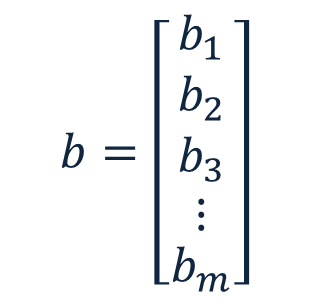 b₁
b₂
b = b₃
⋮
bₘ